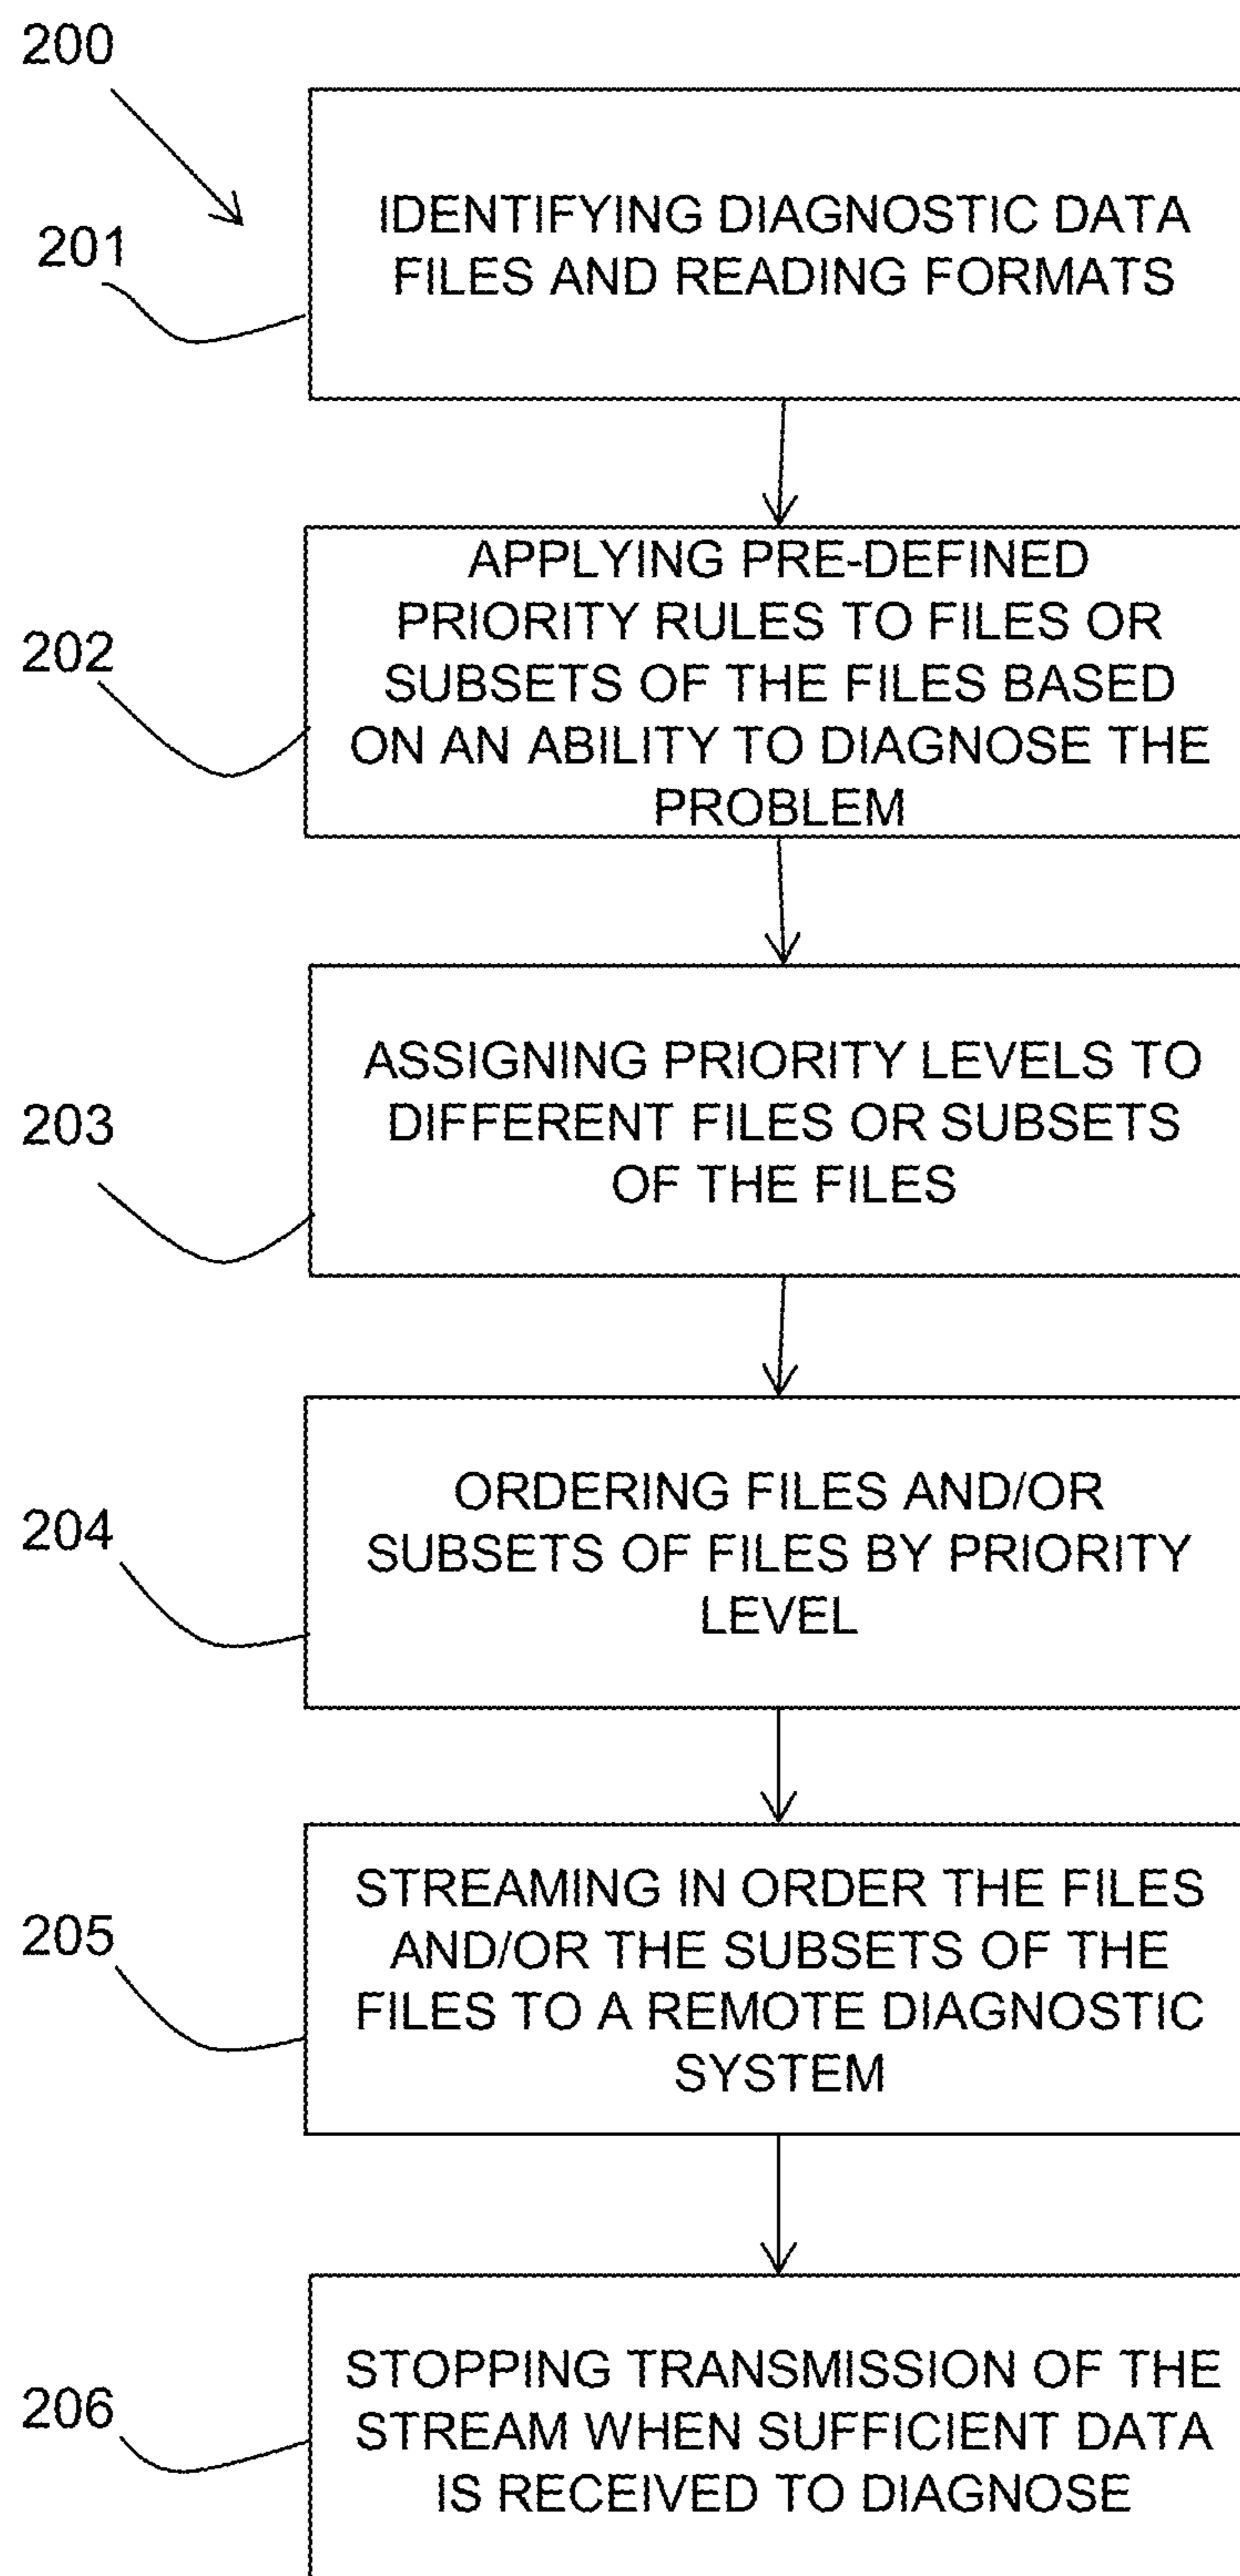 200
201
IDENTIFYING DIAGNOSTIC DATA
FILES AND READING FORMATS
202
APPLYING PRE-DEFINED
PRIORITY RULES TO FILES OR
SUBSETS OF THE FILES BASED
ON AN ABILITY TO DIAGNOSE THE
PROBLEM
203
ASSIGNING PRIORITY LEVELS TO
DIFFERENT FILES OR SUBSETS
OF THE FILES
204
ORDERING FILES AND/OR
SUBSETS OF FILES BY PRIORITY
LEVEL
205
STREAMING IN ORDER THE FILES
AND/OR THE SUBSETS OF THE
FILES TO A REMOTE DIAGNOSTIC
SYSTEM
206
STOPPING TRANSMISSION OF THE
STREAM WHEN SUFFICIENT DATA
IS RECEIVED TO DIAGNOSE